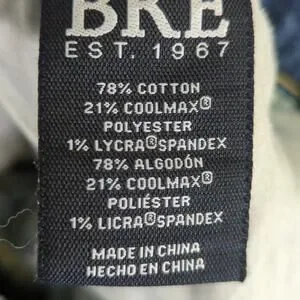 BKE
EST. 1967
78% COTTON
21% COOLMAX®
POLYESTER
1% LYCRA® SPANDEX
78% ALGODÓN
21% COOLMAX®
POLIÉSTER
1% LICRA® SPANDEX
MADE IN CHINA
HECHO EN CHINA